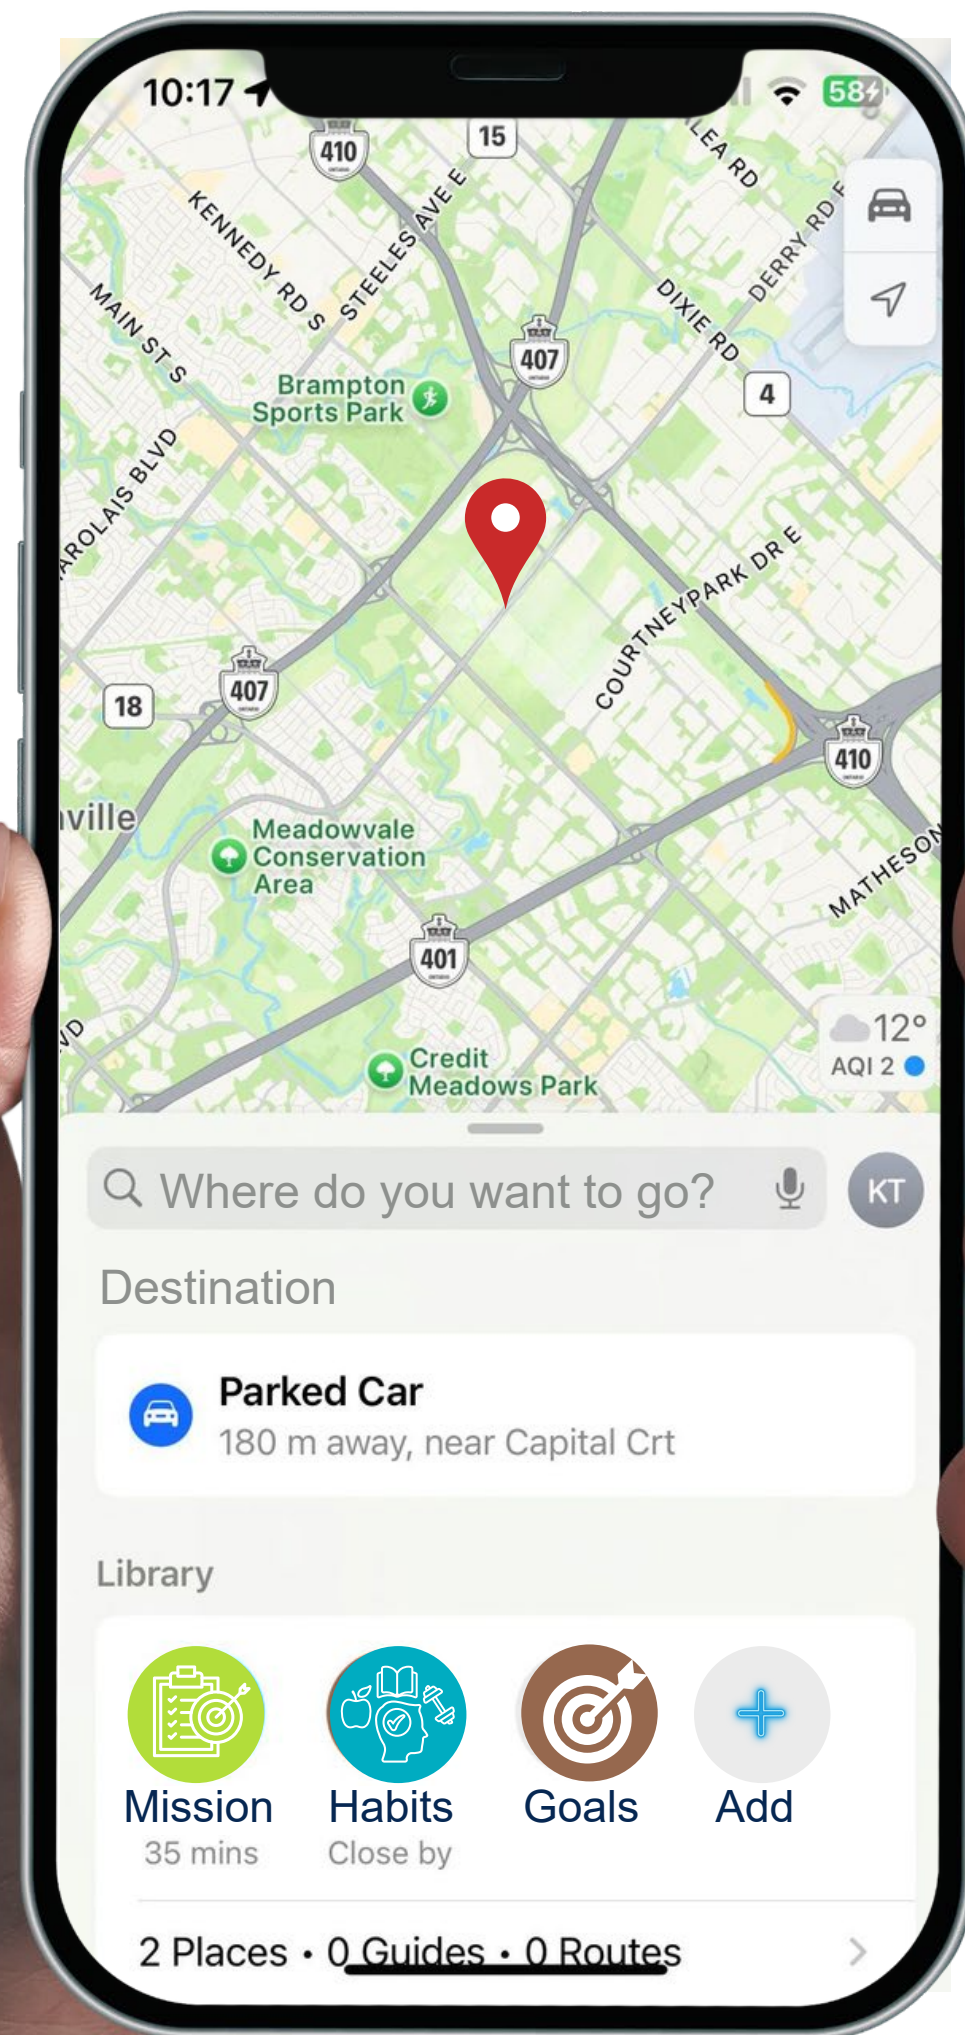 10:17
58
410
15
LEA RD
KENNEDY RD S
STEELES AVE E
DERRY RD E
MAIN ST S
DIXIE RD
407
4
Brampton
Sports Park
AROLAIS BLVD
COURTNEYPARK DR E
407
18
410
ville
Meadowvale
Conservation
Area
MATHESON
401
VD
12°
AQI 2
Credit
Meadows Park
Where do you want to go?
KT
Destination
Parked Car
180 m away, near Capital Crt
Library
Mission Habits Goals Add
35 mins Close by
2 Places • 0 Guides • 0 Routes